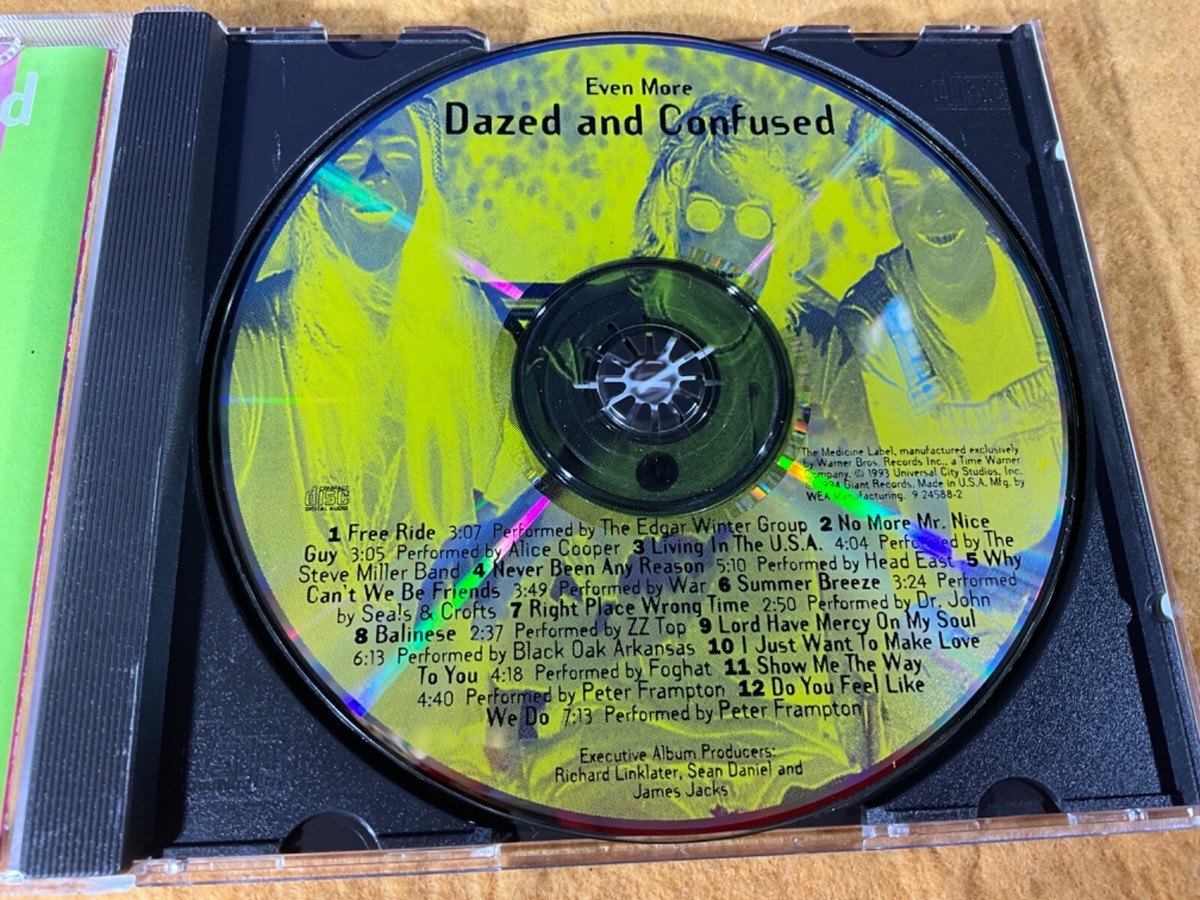 d
Even More
Dazed and Confused
The Medicine Label, manufactured exclusively
by Warner Bros. Records Inc., a Time Warner
Company. © 1993 Universal City Studios, Inc.
Giant Records. Made in U.S.A. Mfg. by
WEA Manufacturing. 9 24588-2
COMPACT
disc
DIGITAL AUDIO
1 Free Ride 3:07 Performed by The Edgar Winter Group 2 No More Mr. Nice
Guy 3:05 Performed by Alice Cooper 3 Living In The U.S.A. 4:04 Performed by The
Steve Miller Band 4 Never Been Any Reason 5:10 Performed by Head East 5 Why
Can't We Be Friends 3:49 Performed by War 6 Summer Breeze 3:24 Performed
by Seals & Crofts 7 Right Place Wrong Time 2:50 Performed by Dr. John
8 Balinese 2:37 Performed by ZZ Top 9 Lord Have Mercy On My Soul
6:13 Performed by Black Oak Arkansas 10 I Just Want To Make Love
To You 4:18 Performed by Foghat 11 Show Me The Way
4:40 Performed by Peter Frampton 12 Do You Feel Like
We Do 7:13 Performed by Peter Frampton
Executive Album Producers:
Richard Linklater, Sean Daniel and
James Jacks